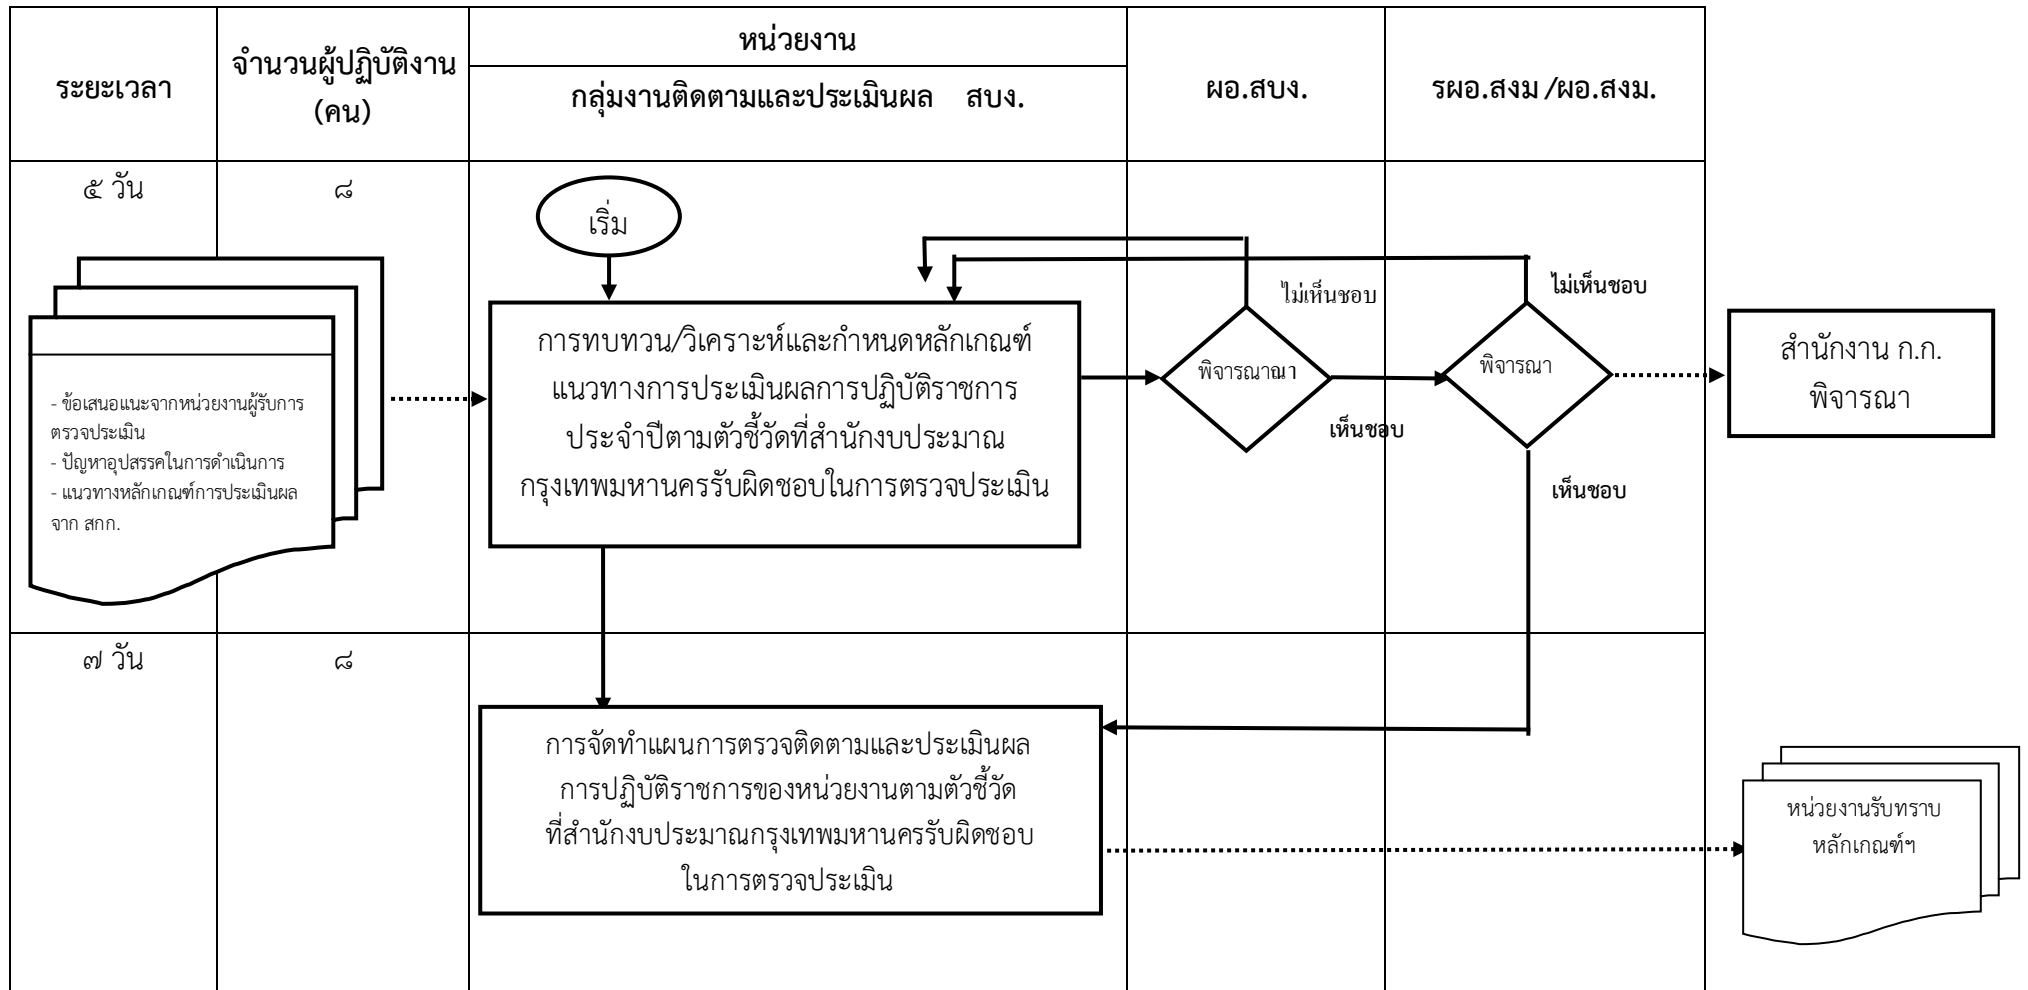 ระยะเวลา
จำนวนผู้ปฏิบัติงาน
(คน)
หน่วยงาน
กลุ่มงานติดตามและประเมินผล สบง.
ผอ.สบง.
รผอ.สงม /ผอ.สงม.
๕ วัน
๘
เริ่ม
- ข้อเสนอแนะจากหน่วยงานผู้รับการ
ตรวจประเมิน
- ปัญหาอุปสรรคในการดำเนินการ
- แนวทางหลักเกณฑ์การประเมินผล
จาก สกก.
การทบทวน/วิเคราะห์และกำหนดหลักเกณฑ์
แนวทางการประเมินผลการปฏิบัติราชการ
ประจำปีตามตัวชี้วัดที่สำนักงบประมาณ
กรุงเทพมหานครรับผิดชอบในการตรวจประเมิน
ไม่เห็นชอบ
พิจารณาณา
เห็นชอบ
ไม่เห็นชอบ
พิจารณา
เห็นชอบ
สำนักงาน ก.ก.
พิจารณา
๗ วัน
๘
การจัดทำแผนการตรวจติดตามและประเมินผล
การปฏิบัติราชการของหน่วยงานตามตัวชี้วัด
ที่สำนักงบประมาณกรุงเทพมหานครรับผิดชอบ
ในการตรวจประเมิน
หน่วยงานรับทราบ
หลักเกณฑ์ฯ